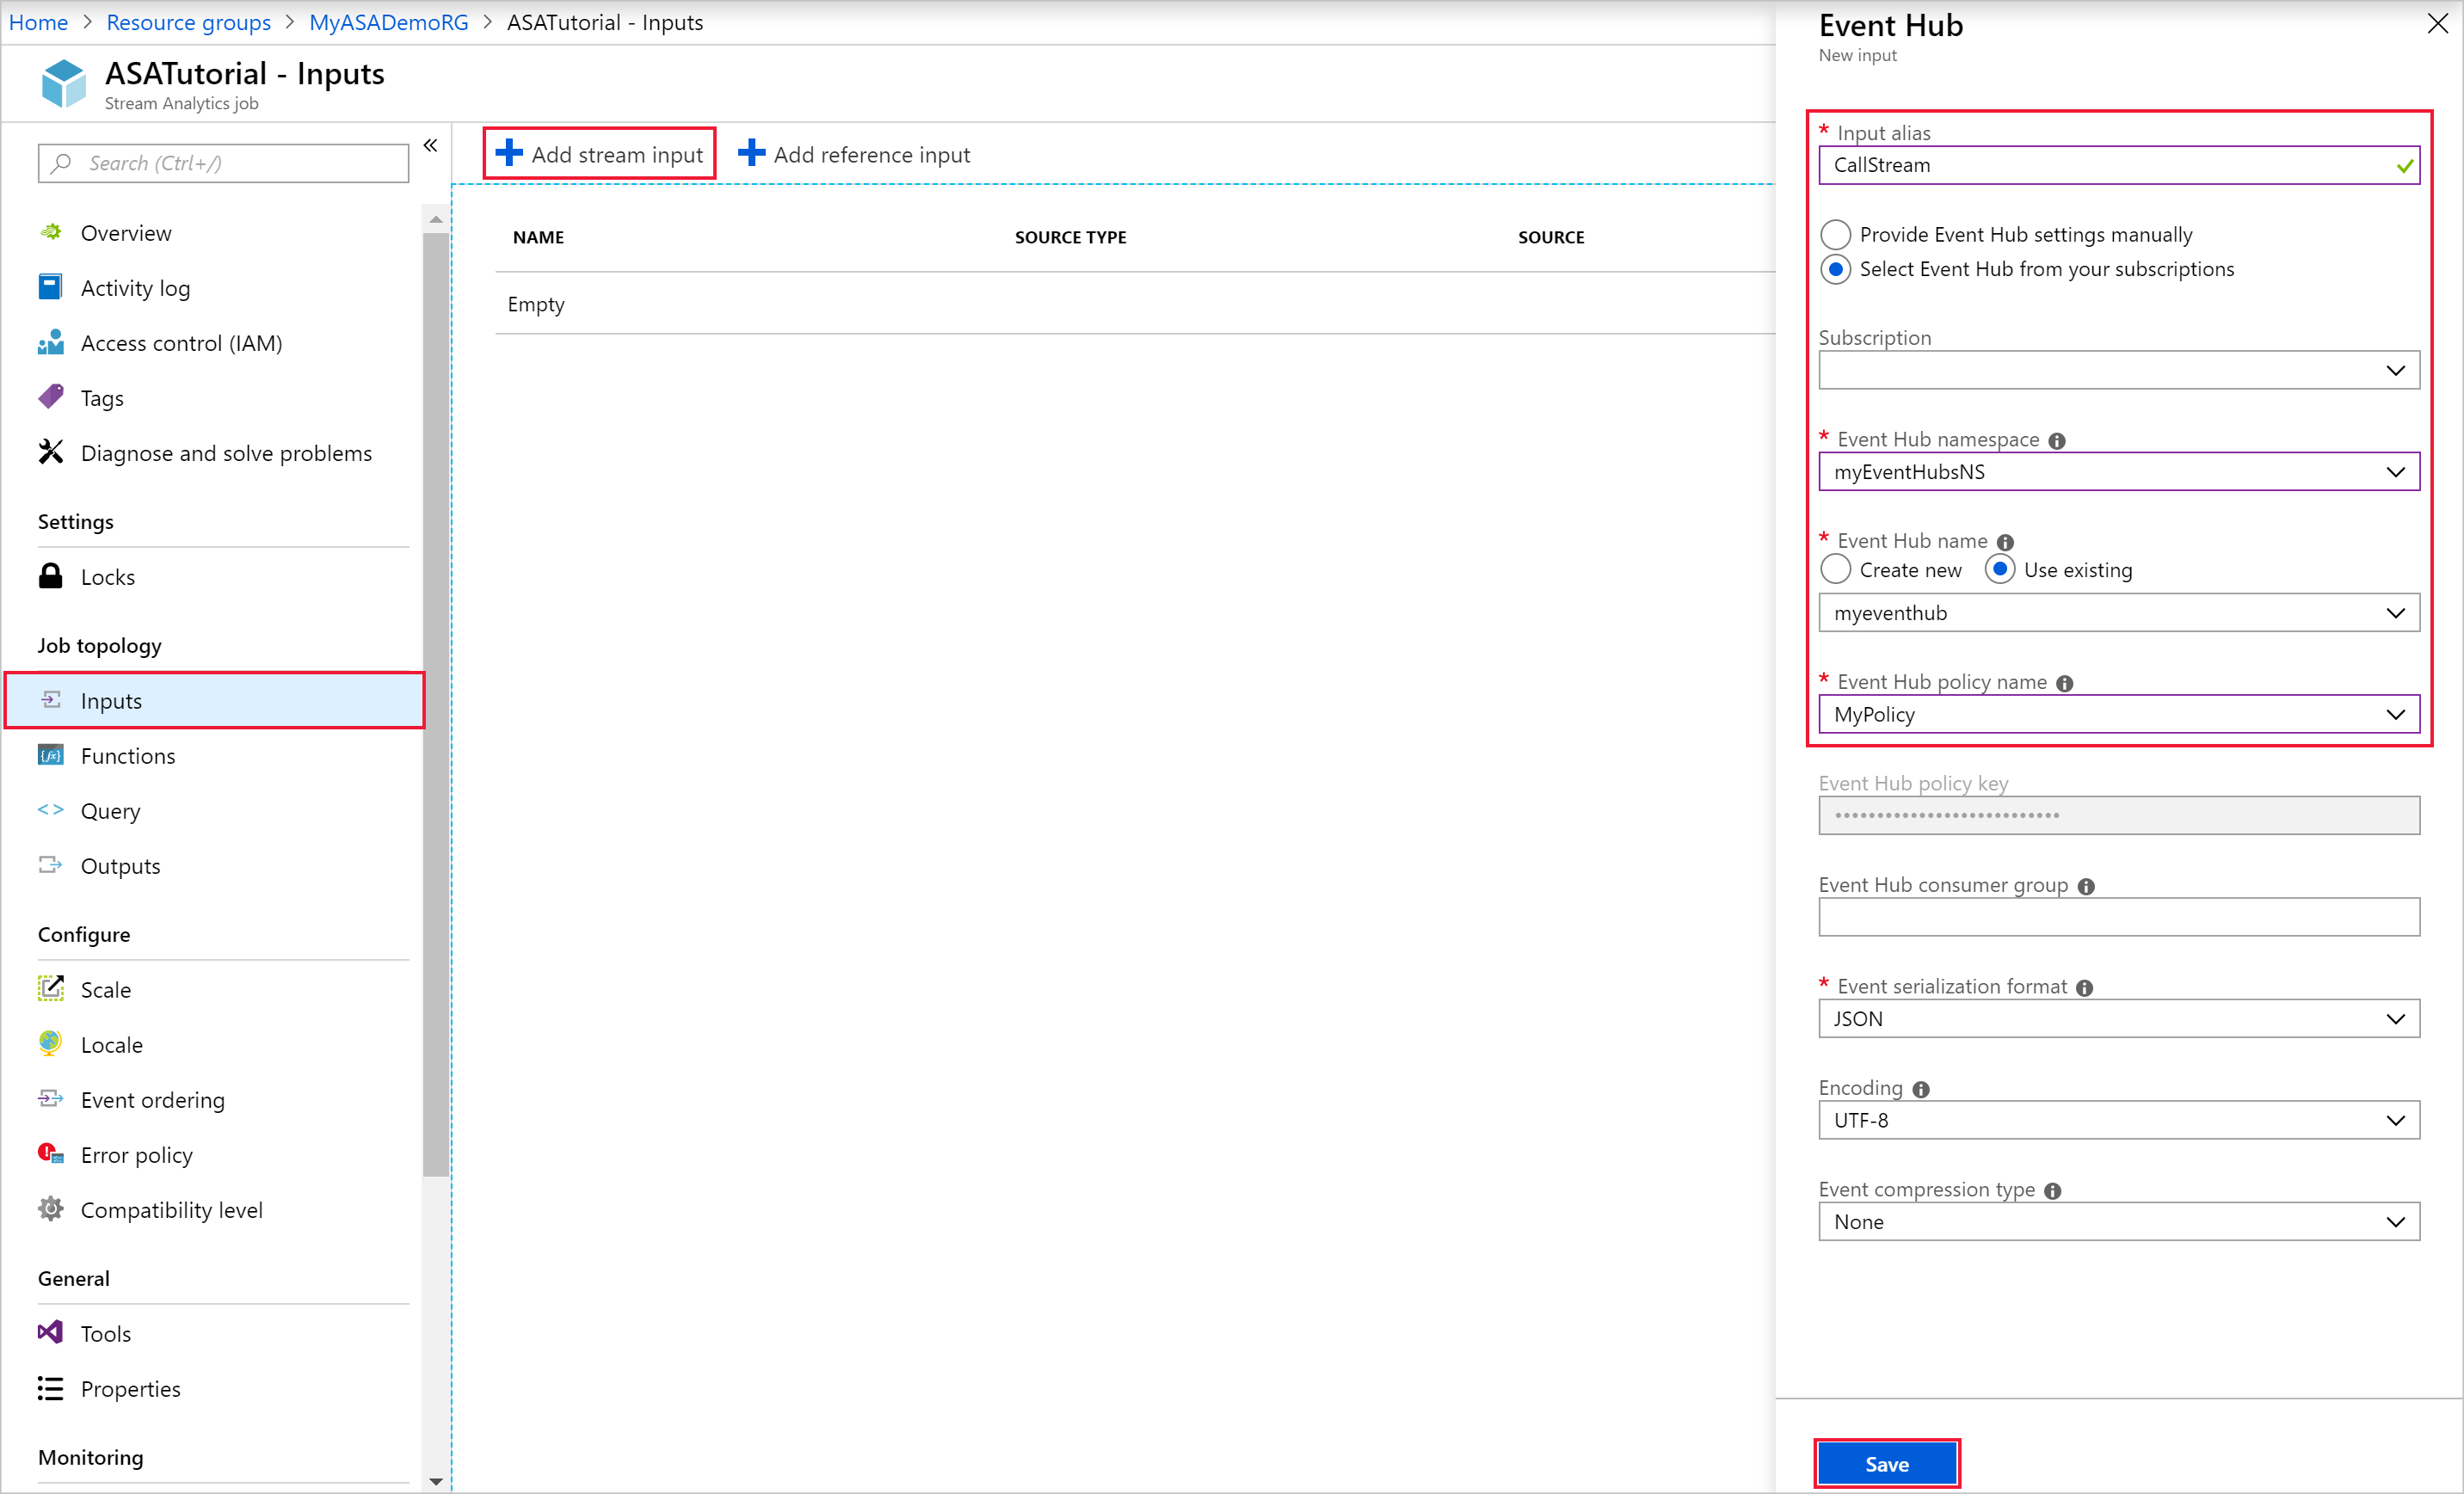 Home > Resource groups > MyASADemoRG > ASATutorial - Inputs
ASATutorial - Inputs
Stream Analytics job
Search (Ctrl+/)
«
Overview
Activity log
Access control (IAM)
Tags
Diagnose and solve problems
Settings
Locks
Job topology
Inputs
Functions
Query
Outputs
Configure
Scale
Locale
Event ordering
Error policy
Compatibility level
General
Tools
Properties
Monitoring
Add stream input
Add reference input
NAME SOURCE TYPE SOURCE
Empty
Event Hub
New input
* Input alias
CallStream
Provide Event Hub settings manually
Select Event Hub from your subscriptions
Subscription
* Event Hub namespace
myEventHubsNS
* Event Hub name
Create new Use existing
myeventhub
* Event Hub policy name
MyPolicy
Event Hub policy key
•••••••••••••••••••••••••••
Event Hub consumer group
* Event serialization format
JSON
Encoding
UTF-8
Event compression type
None
Save